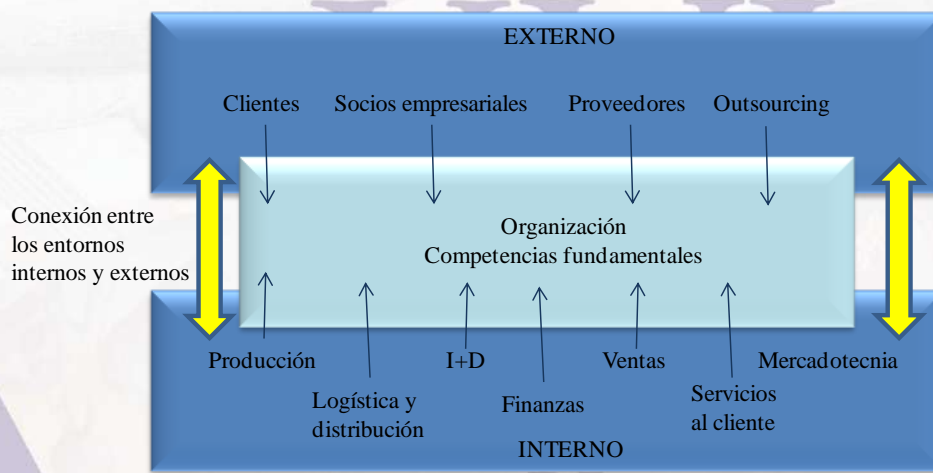 EXTERNO
Clientes
Socios empresariales
Proveedores
Outsourcing
Conexión entre
los entornos
internos y externos
Organización
Competencias fundamentales
Producción
I+D
Ventas
Mercadotecnia
Logística y
distribución
Finanzas
Servicios
al cliente
INTERNO